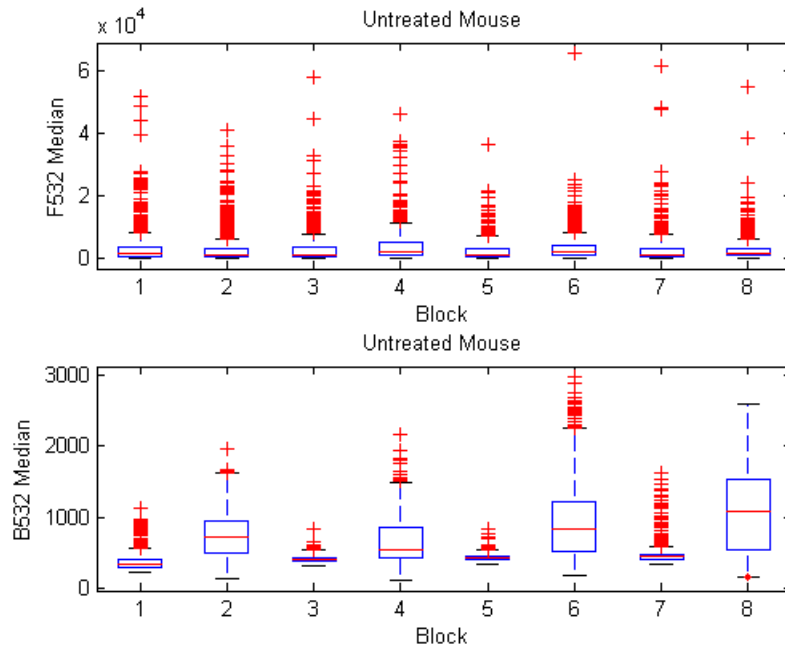 Untreated Mouse
x 10^4
6
4
2
0
F532 Median
1 2 3 4 5 6 7 8
Block
Untreated Mouse
3000
2000
1000
0
B532 Median
1 2 3 4 5 6 7 8
Block